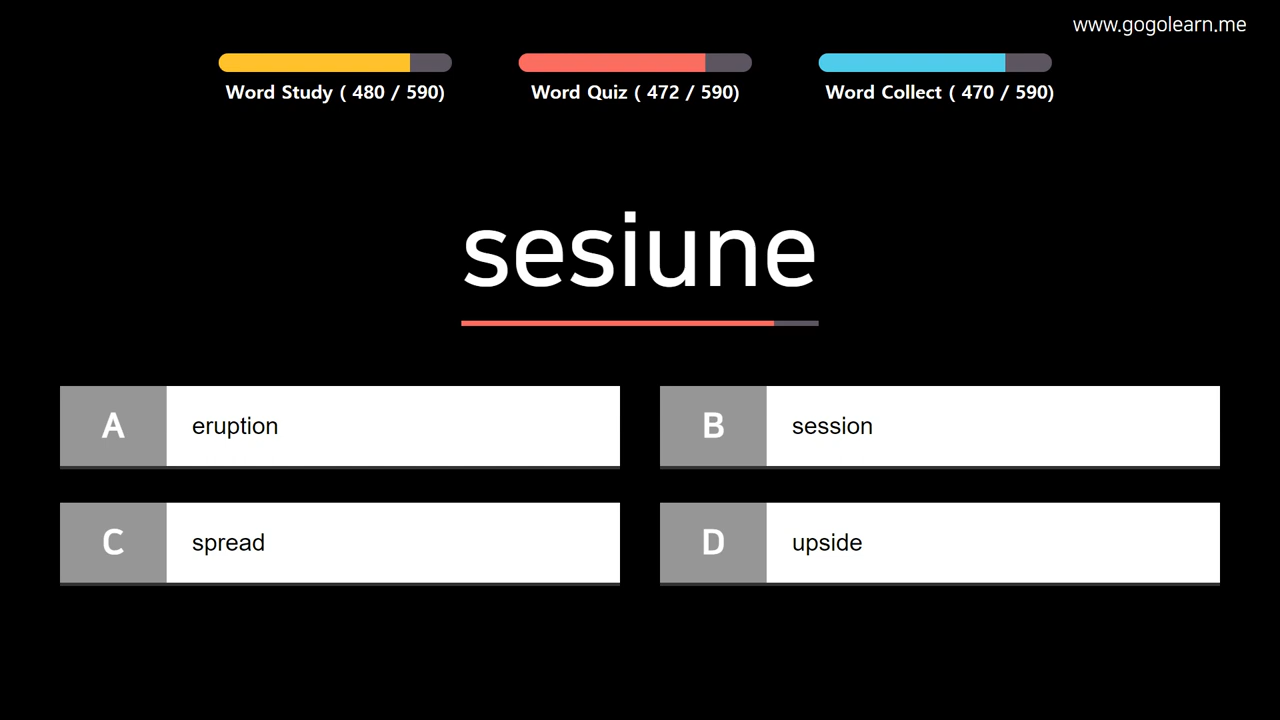 www.gogolearn.me
Word Study ( 480 / 590)
Word Quiz ( 472 / 590)
Word Collect ( 470 / 590)
sesiune
A eruption
B session
C spread
D upside